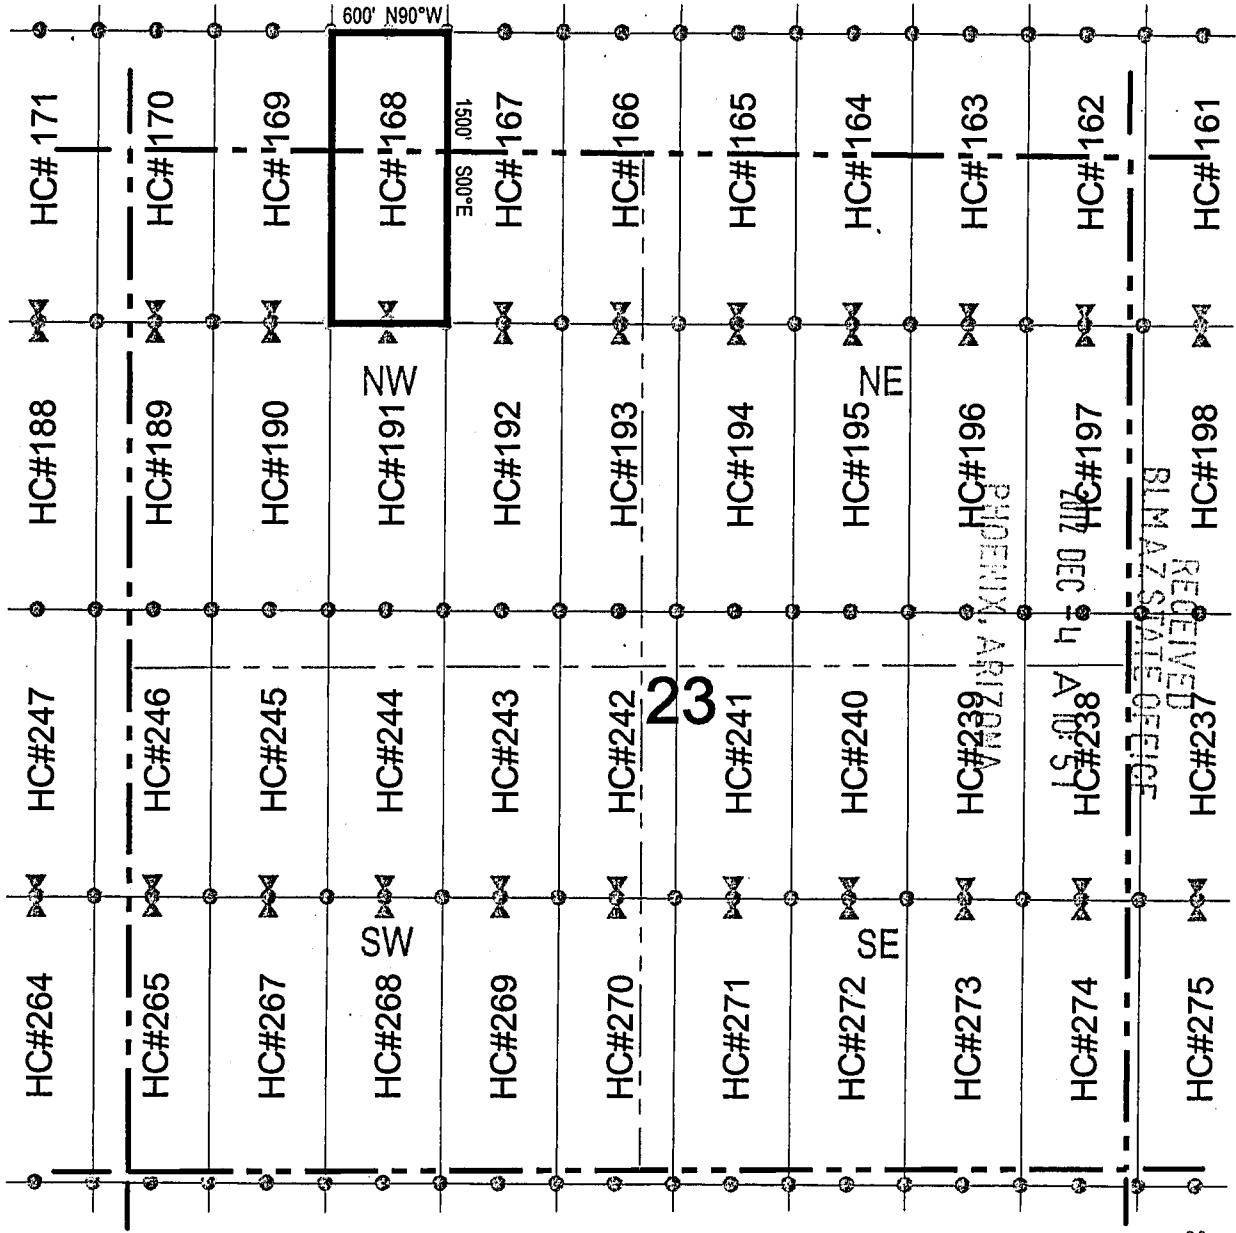 600' N90°W
1500' S00°E
HC# 171
HC# 170
HC# 169
HC# 168
HC# 167
HC# 166
HC# 165
HC# 164
HC# 163
HC# 162
HC# 161
NW
NE
HC#188
HC#189
HC#190
HC#191
HC#192
HC#193
HC#194
HC#195
HC#196
HC#197
HC#198
RECEIVED
BLM AZ STATE OFFICE
2012 DEC -4 A 10: 51
PHOENIX, ARIZONA
23
HC#247
HC#246
HC#245
HC#244
HC#243
HC#242
HC#241
HC#240
HC#239
HC#238
HC#237
SW
SE
HC#264
HC#265
HC#267
HC#268
HC#269
HC#270
HC#271
HC#272
HC#273
HC#274
HC#275